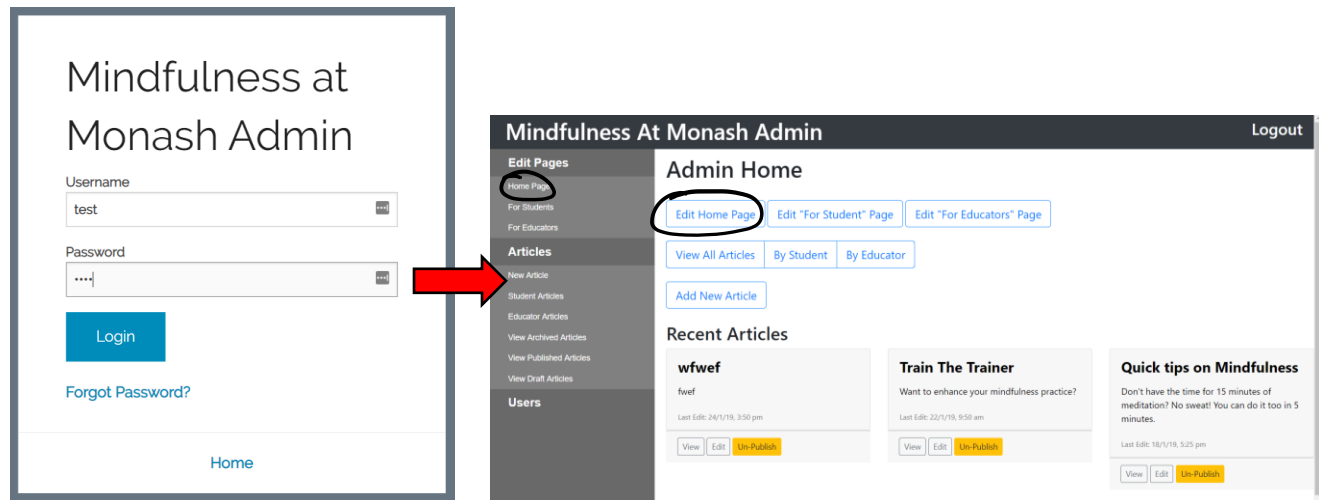 Mindfulness at
Monash Admin
Username
test
Password
••••
Login
Forgot Password?
Home
Mindfulness At Monash Admin
Logout
Edit Pages
Home Page
For Students
For Educators
Articles
New Article
Student Articles
Educator Articles
View Archived Articles
View Published Articles
View Draft Articles
Users
Admin Home
Edit Home Page
Edit "For Student" Page
Edit "For Educators" Page
View All Articles
By Student
By Educator
Add New Article
Recent Articles
wfwef
fwef
Last Edit: 24/1/19, 3:50 pm
View
Edit
Un-Publish
Train The Trainer
Want to enhance your mindfulness practice?
Last Edit: 22/1/19, 9:50 am
View
Edit
Un-Publish
Quick tips on Mindfulness
Don't have the time for 15 minutes of
meditation? No sweat! You can do it too in 5
minutes.
Last Edit: 18/1/19, 5:25 pm
View
Edit
Un-Publish